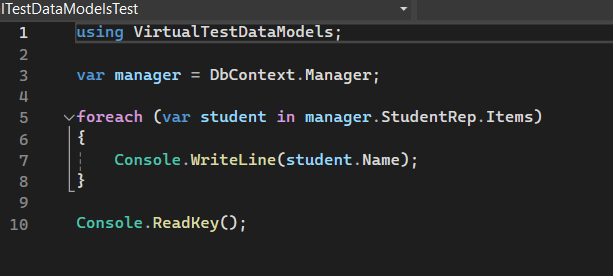 ITestDataModelsTest
1 using VirtualTestDataModels;
2
3 var manager = DbContext.Manager;
4
5 foreach (var student in manager.StudentRep.Items)
6 {
7 Console.WriteLine(student.Name);
8 }
9
10 Console.ReadKey();